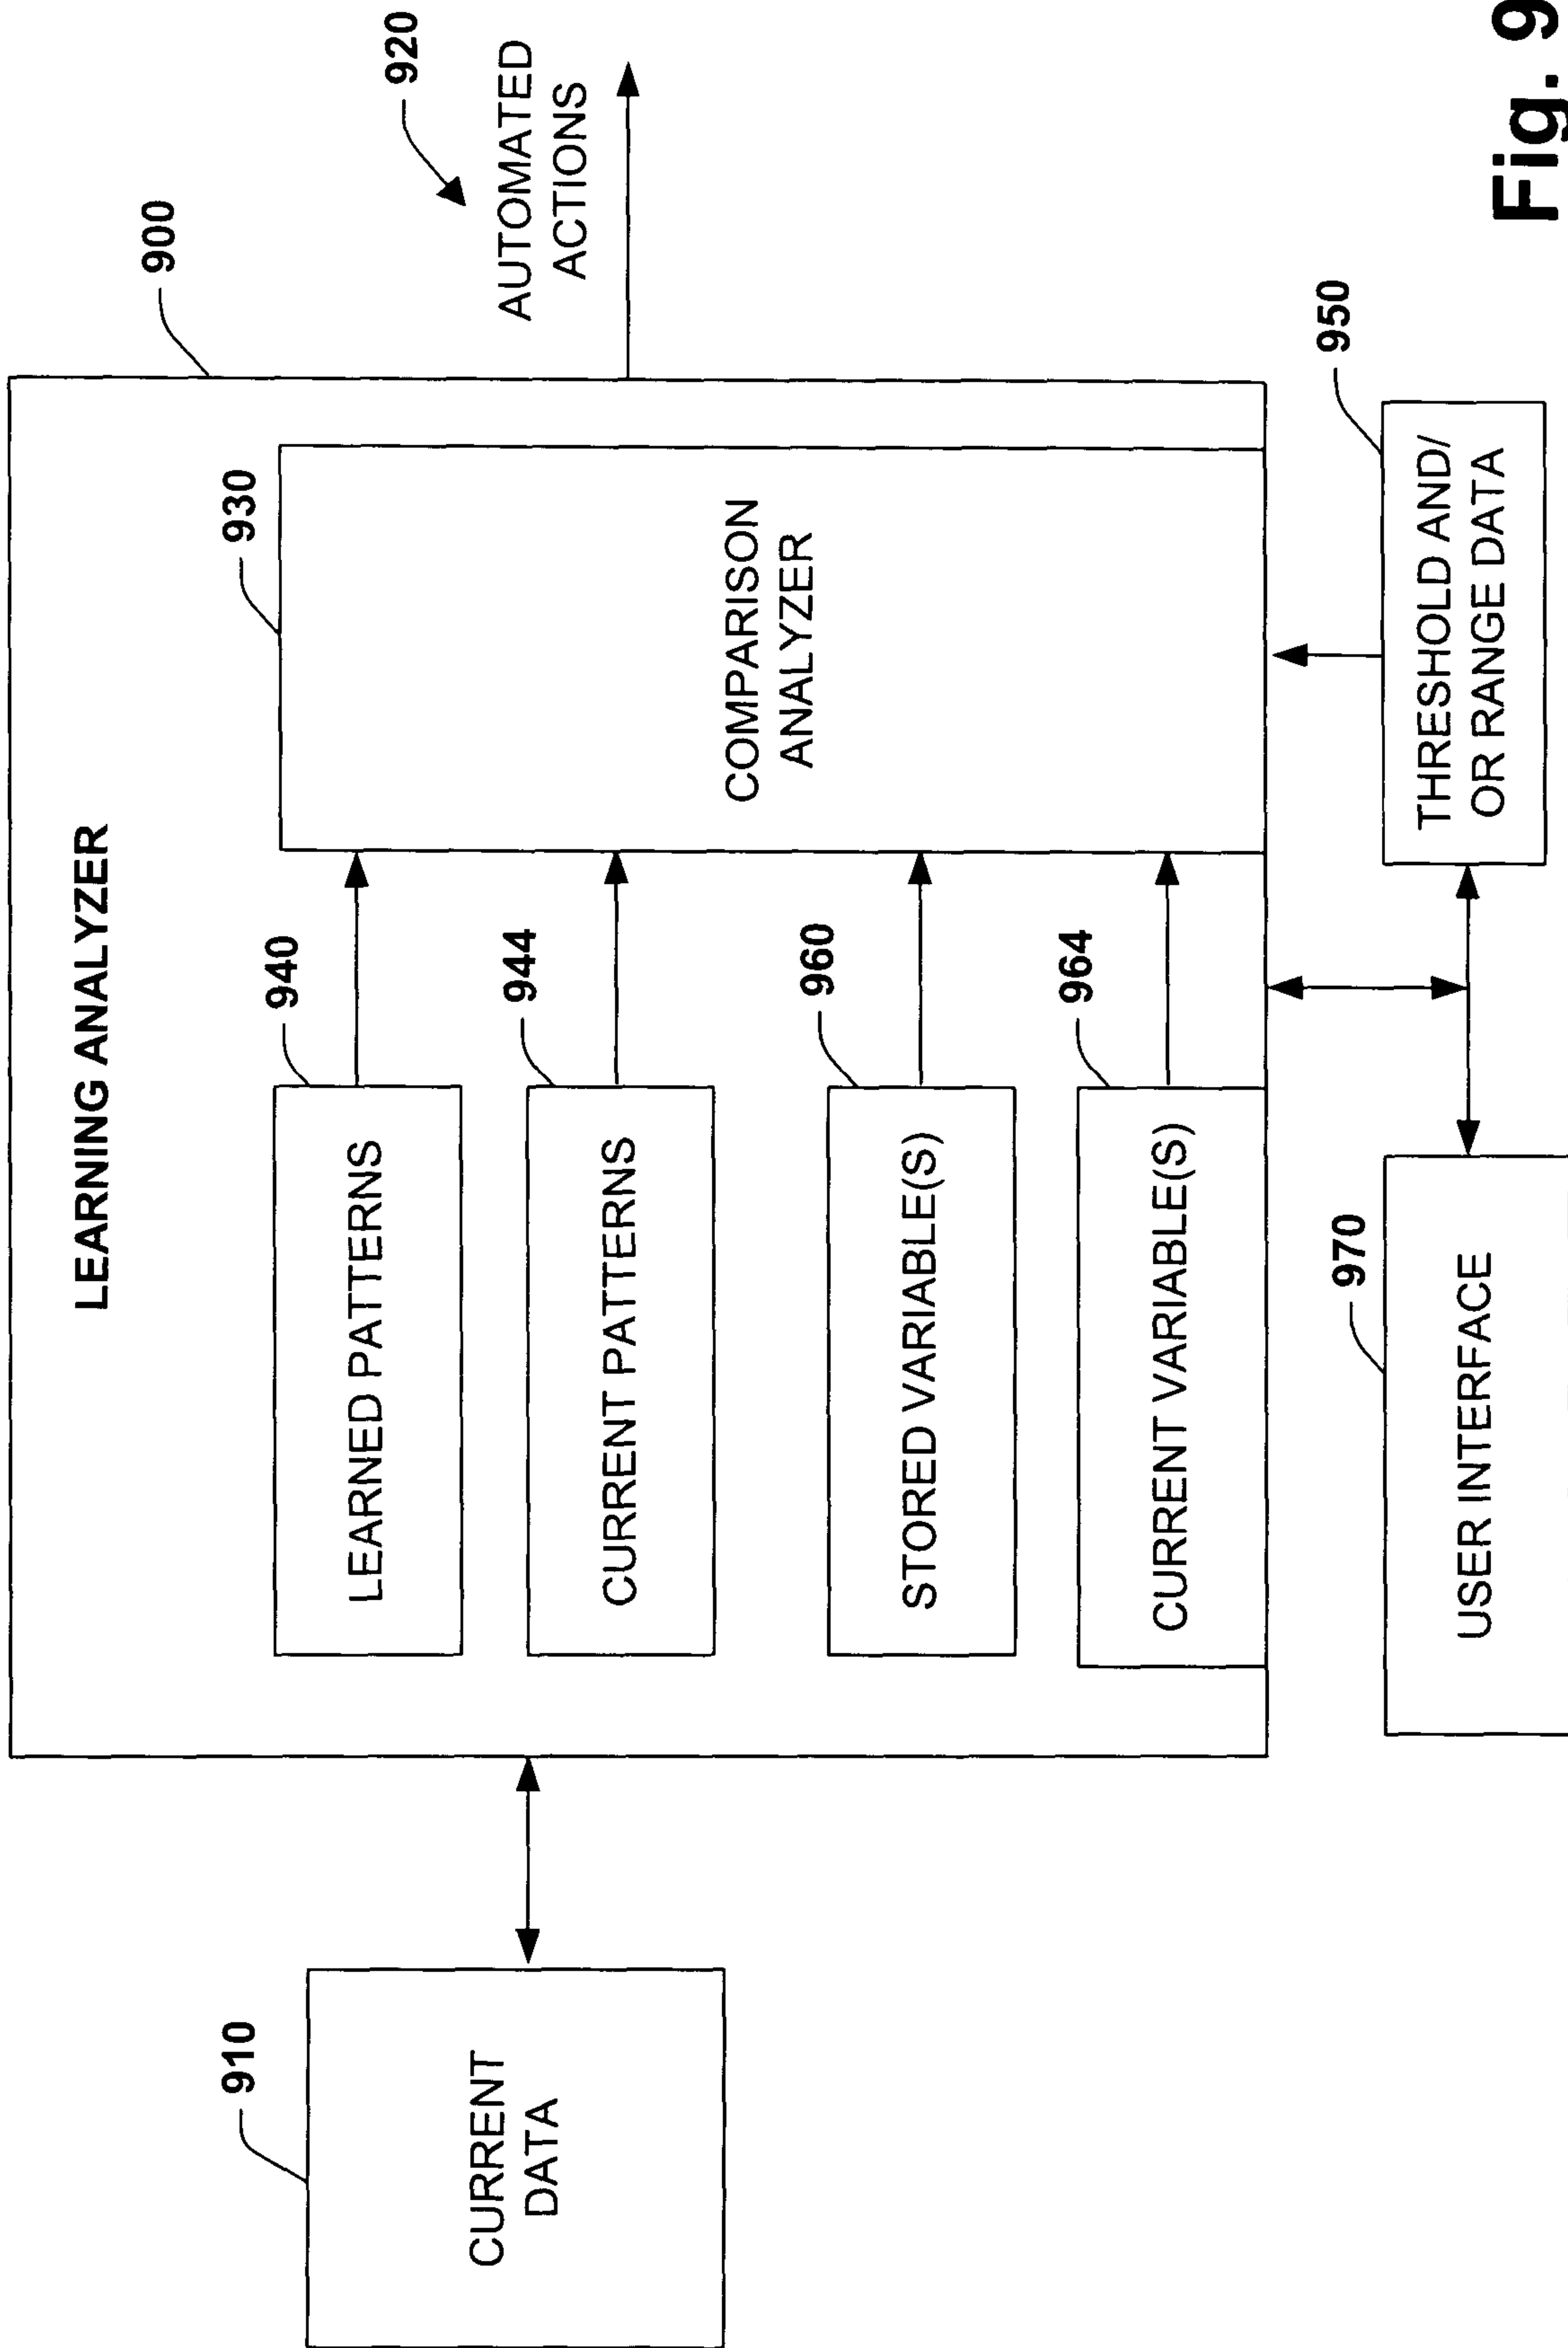 900
LEARNING ANALYZER
910
CURRENT
DATA
940
LEARNED PATTERNS
944
CURRENT PATTERNS
960
STORED VARIABLE(S)
964
CURRENT VARIABLE(S)
930
COMPARISON
ANALYZER
920
AUTOMATED
ACTIONS
970
USER INTERFACE
950
THRESHOLD AND/
OR RANGE DATA
Fig. 9